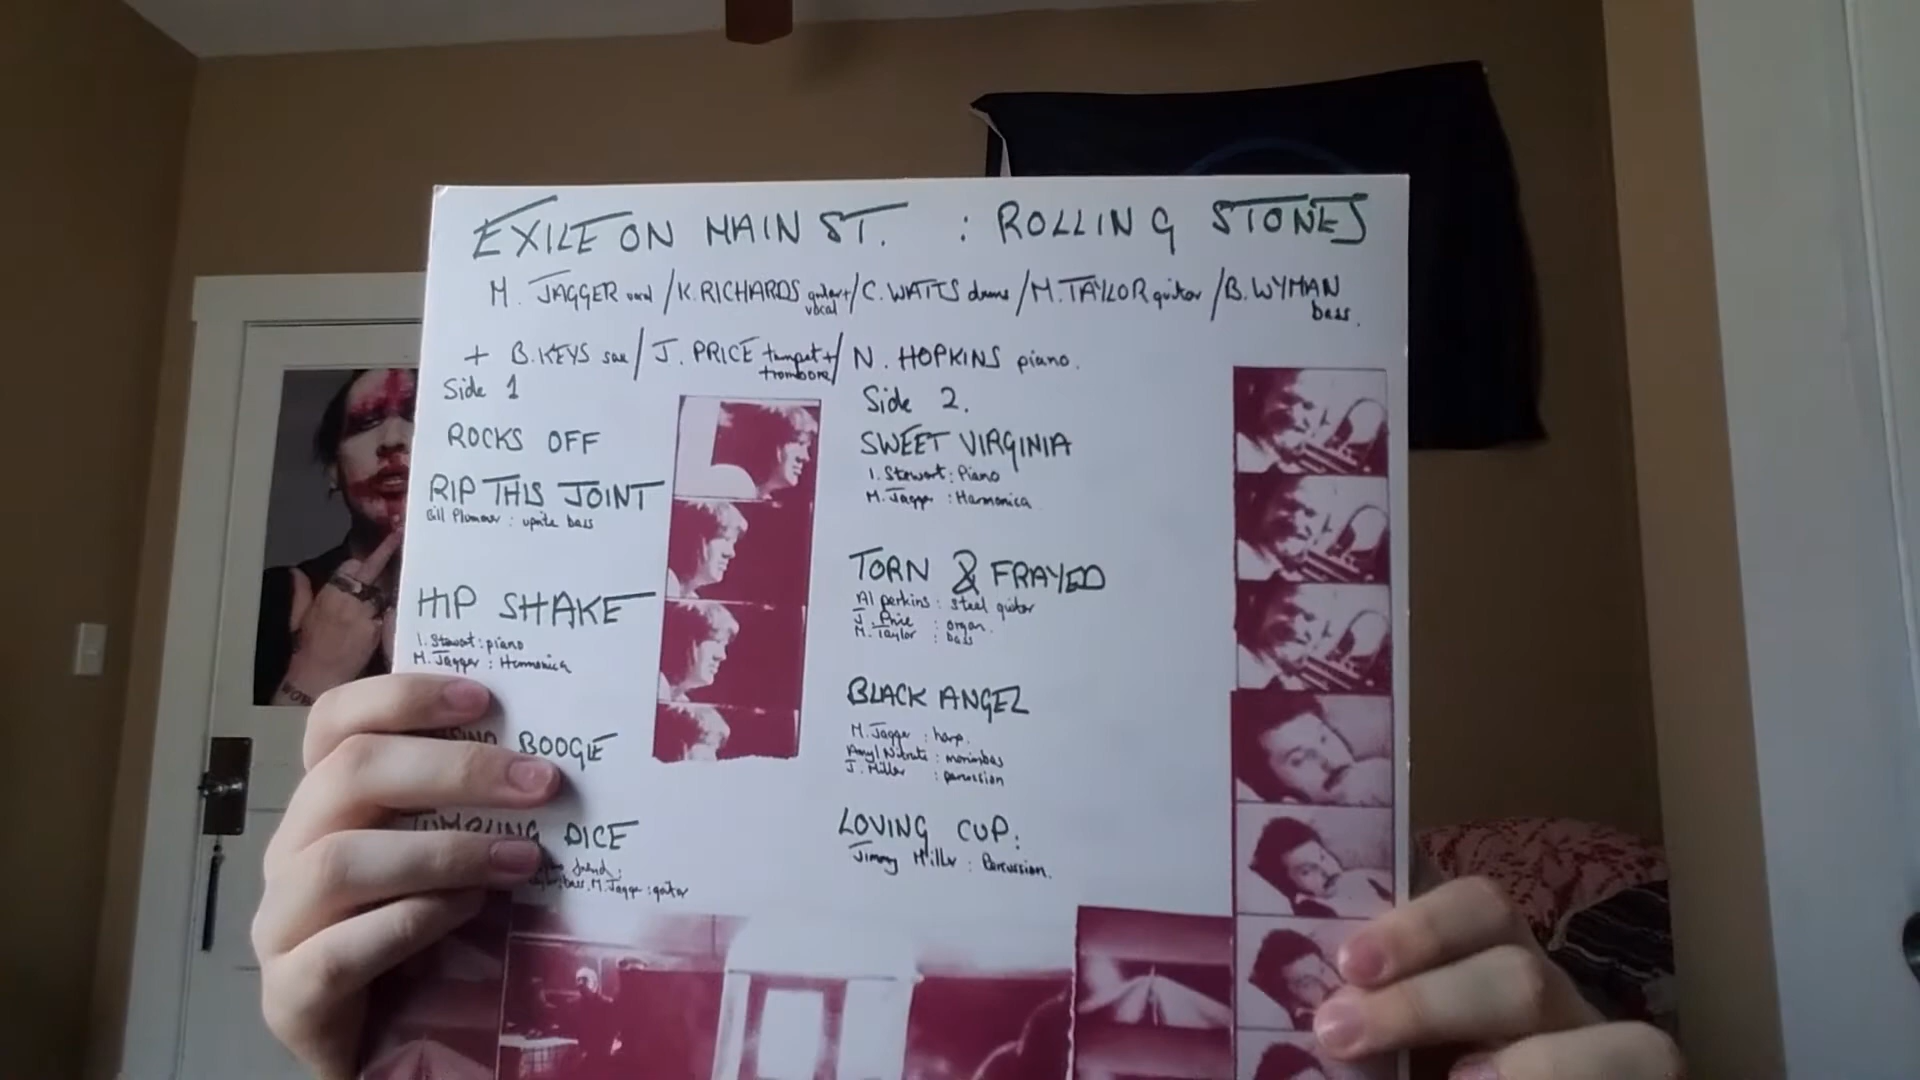 EXILE ON MAIN ST. : ROLLING STONES
M. JAGGER vocal / K. RICHARDS guitar + vocal / C. WATTS drums / M. TAYLOR guitar / B. WYMAN bass.
+ B. KEYS sax / J. PRICE trumpet + trombone / N. HOPKINS piano.
Side 1
ROCKS OFF
RIP THIS JOINT
Bill Plummer : uprite bass
HIP SHAKE
I. Stewart : piano
M. Jagger : Harmonica
BOOGIE
TUMBLING DICE
bass, M. Jagger : guitar
Side 2.
SWEET VIRGINIA
I. Stewart : Piano
M. Jagger : Harmonica
TORN & FRAYED
Al perkins : steel guitar
J. Price : organ.
M. Taylor : bass
BLACK ANGEL
M. Jagger : harp.
Amyl Nitrate : marimbas
J. Miller : percussion
LOVING CUP :
Jimmy Miller : Percussion.